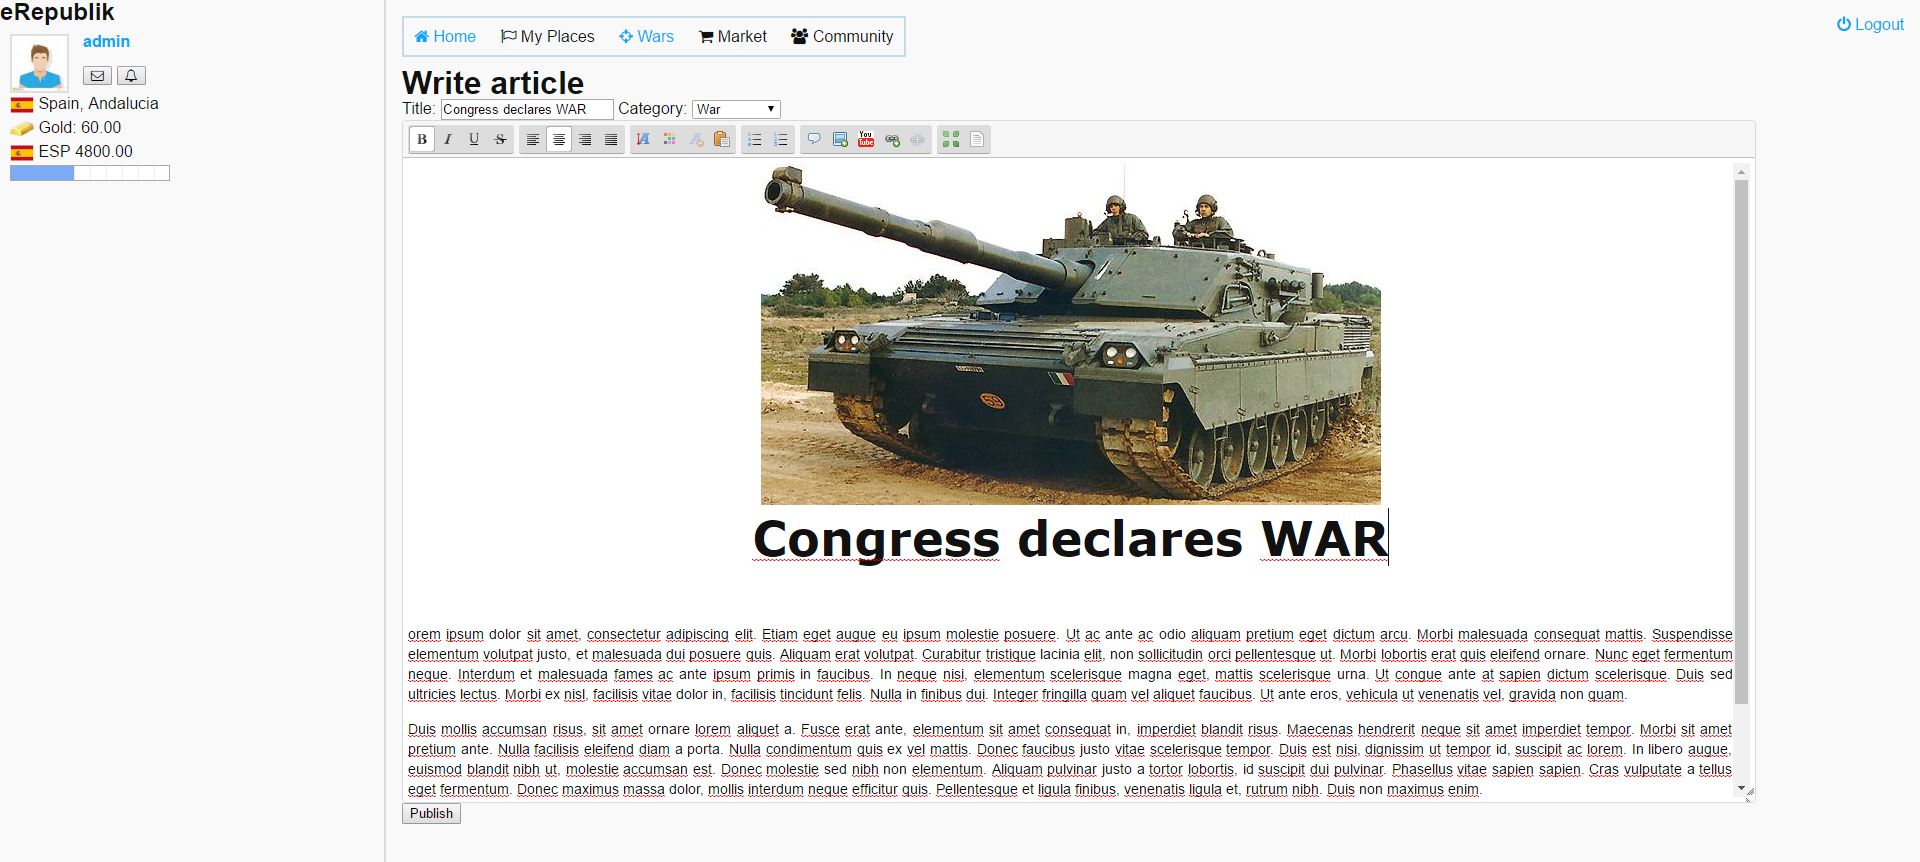 eRepublik
admin
Spain, Andalucia
Gold: 60.00
ESP 4800.00
Home My Places Wars Market Community
Logout
Write article
Title: Congress declares WAR Category: War
B I U S
You
Tube
Congress declares WAR
orem ipsum dolor sit amet, consectetur adipiscing elit. Etiam eget augue eu ipsum molestie posuere. Ut ac ante ac odio aliquam pretium eget dictum arcu. Morbi malesuada consequat mattis. Suspendisse
elementum volutpat justo, et malesuada dui posuere quis. Aliquam erat volutpat. Curabitur tristique lacinia elit, non sollicitudin orci pellentesque ut. Morbi lobortis erat quis eleifend ornare. Nunc eget fermentum
neque. Interdum et malesuada fames ac ante ipsum primis in faucibus. In neque nisi, elementum scelerisque magna eget, mattis scelerisque urna. Ut congue ante at sapien dictum scelerisque. Duis sed
ultricies lectus. Morbi ex nisl, facilisis vitae dolor in, facilisis tincidunt felis. Nulla in finibus dui. Integer fringilla quam vel aliquet faucibus. Ut ante eros, vehicula ut venenatis vel, gravida non quam.
Duis mollis accumsan risus, sit amet ornare lorem aliquet a. Fusce erat ante, elementum sit amet consequat in, imperdiet blandit risus. Maecenas hendrerit neque sit amet imperdiet tempor. Morbi sit amet
pretium ante. Nulla facilisis eleifend diam a porta. Nulla condimentum quis ex vel mattis. Donec faucibus justo vitae scelerisque tempor. Duis est nisi, dignissim ut tempor id, suscipit ac lorem. In libero augue,
euismod blandit nibh ut, molestie accumsan est. Donec molestie sed nibh non elementum. Aliquam pulvinar justo a tortor lobortis, id suscipit dui pulvinar. Phasellus vitae sapien sapien. Cras vulputate a tellus
eget fermentum. Donec maximus massa dolor, mollis interdum neque efficitur quis. Pellentesque et ligula finibus, venenatis ligula et, rutrum nibh. Duis non maximus enim.
Publish